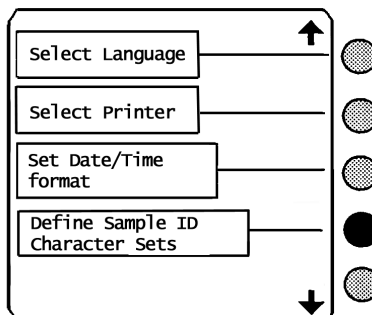 Select Language
Select Printer
Set Date/Time
format
Define Sample ID
Character Sets